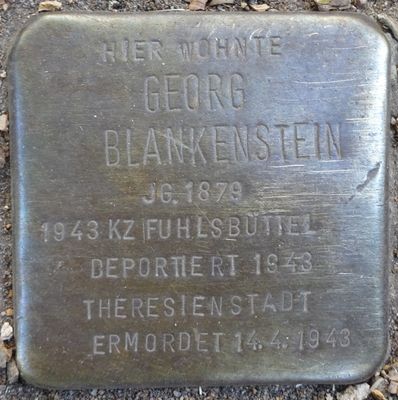 HIER WOHNTE
GEORG
BLANKENSTEIN
JG. 1879
1943 KZ FUHLSBÜTTEL
DEPORTIERT 1943
THERESIENSTADT
ERMORDET 14.4.1943